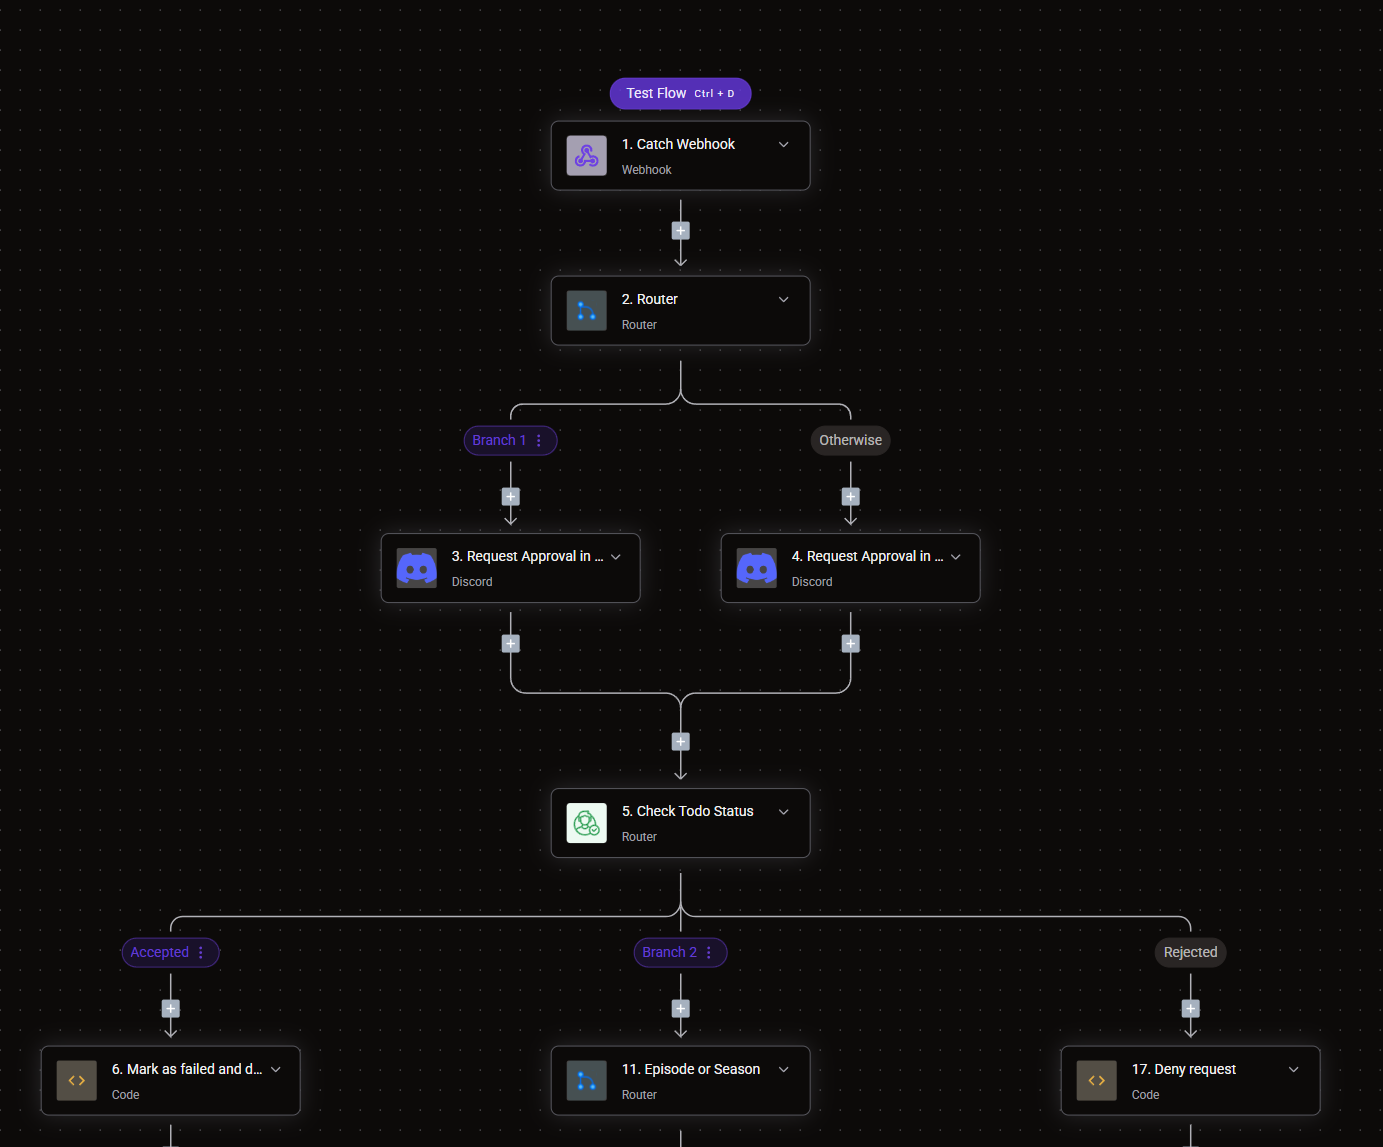 Test Flow Ctrl + D
1. Catch Webhook
Webhook
2. Router
Router
Branch 1
Otherwise
3. Request Approval in ...
Discord
4. Request Approval in ...
Discord
5. Check Todo Status
Router
Accepted
Branch 2
Rejected
6. Mark as failed and d...
Code
11. Episode or Season
Router
17. Deny request
Code